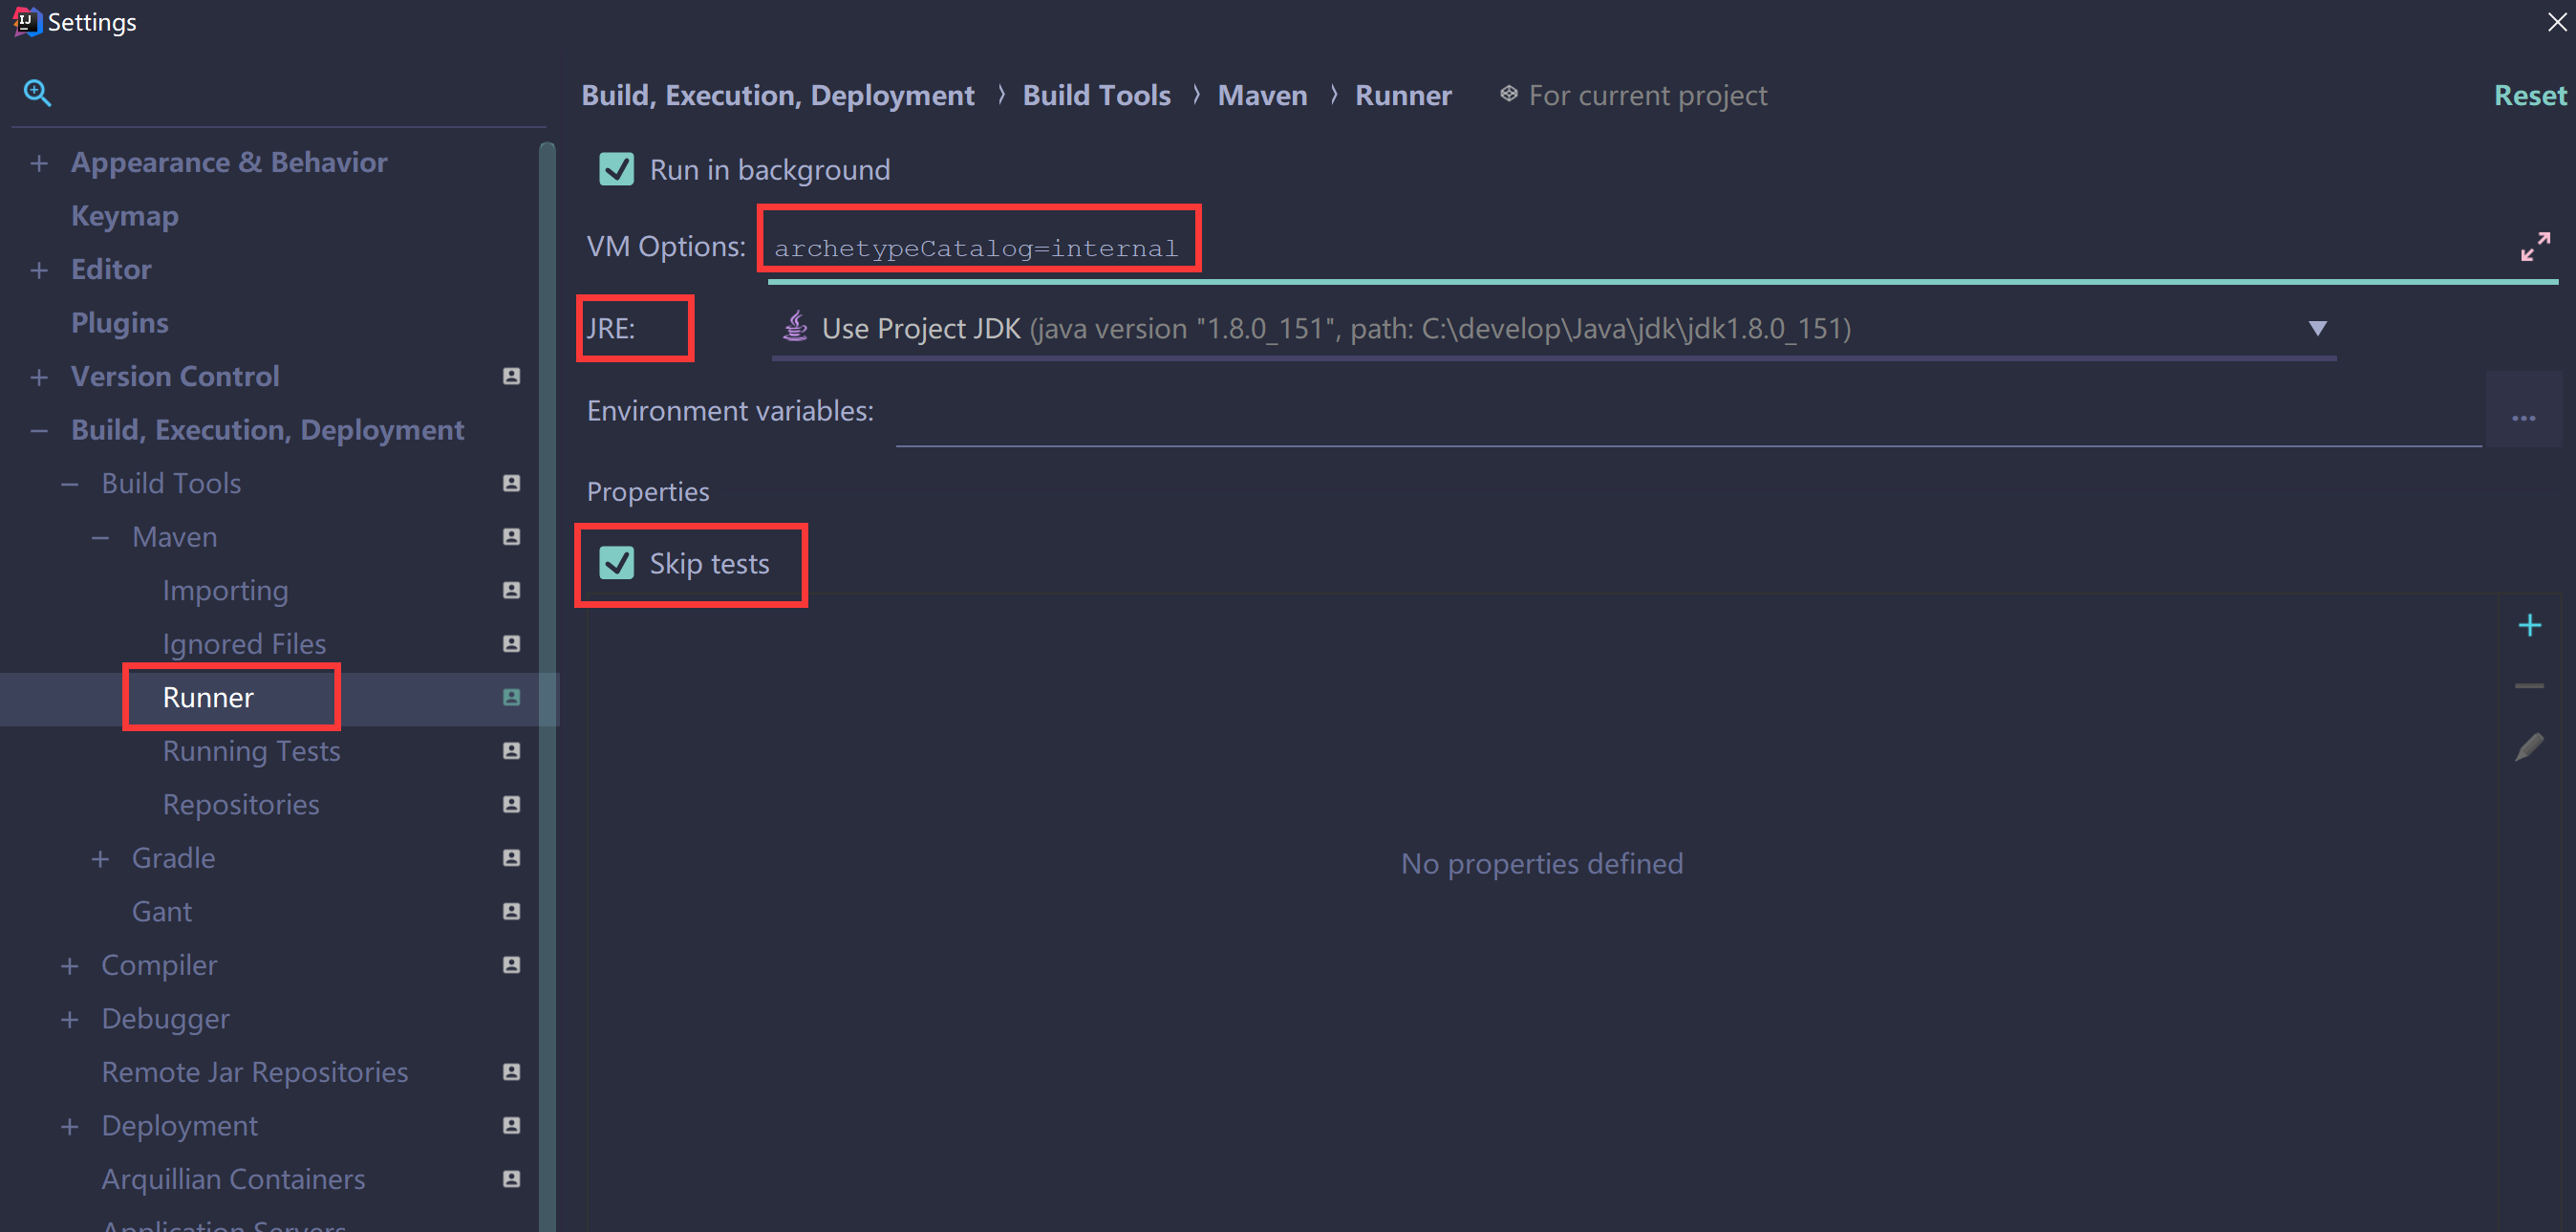 Settings
Build, Execution, Deployment › Build Tools › Maven › Runner For current project Reset
Appearance & Behavior
Keymap
Editor
Plugins
Version Control
Build, Execution, Deployment
Build Tools
Maven
Importing
Ignored Files
Runner
Running Tests
Repositories
Gradle
Gant
Compiler
Debugger
Remote Jar Repositories
Deployment
Arquillian Containers
Application Servers
Run in background
VM Options: archetypeCatalog=internal
JRE: Use Project JDK (java version "1.8.0_151", path: C:\develop\Java\jdk\jdk1.8.0_151)
Environment variables:
...
Properties
Skip tests
No properties defined